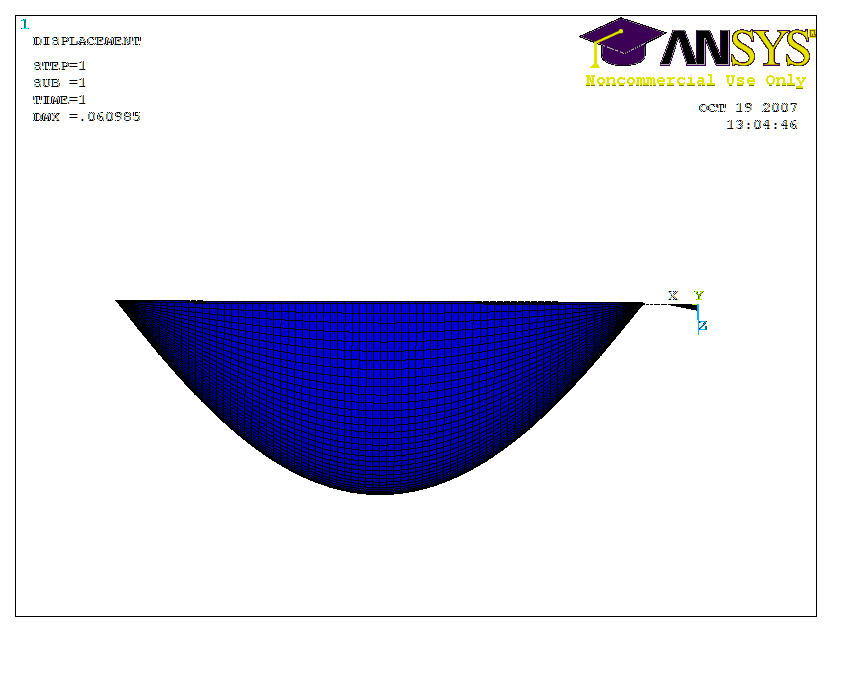 1
DISPLACEMENT
STEP=1
SUB =1
TIME=1
DMX =.060985
ANSYS
Noncommercial Use Only
OCT 19 2007
13:04:46
X Y
Z